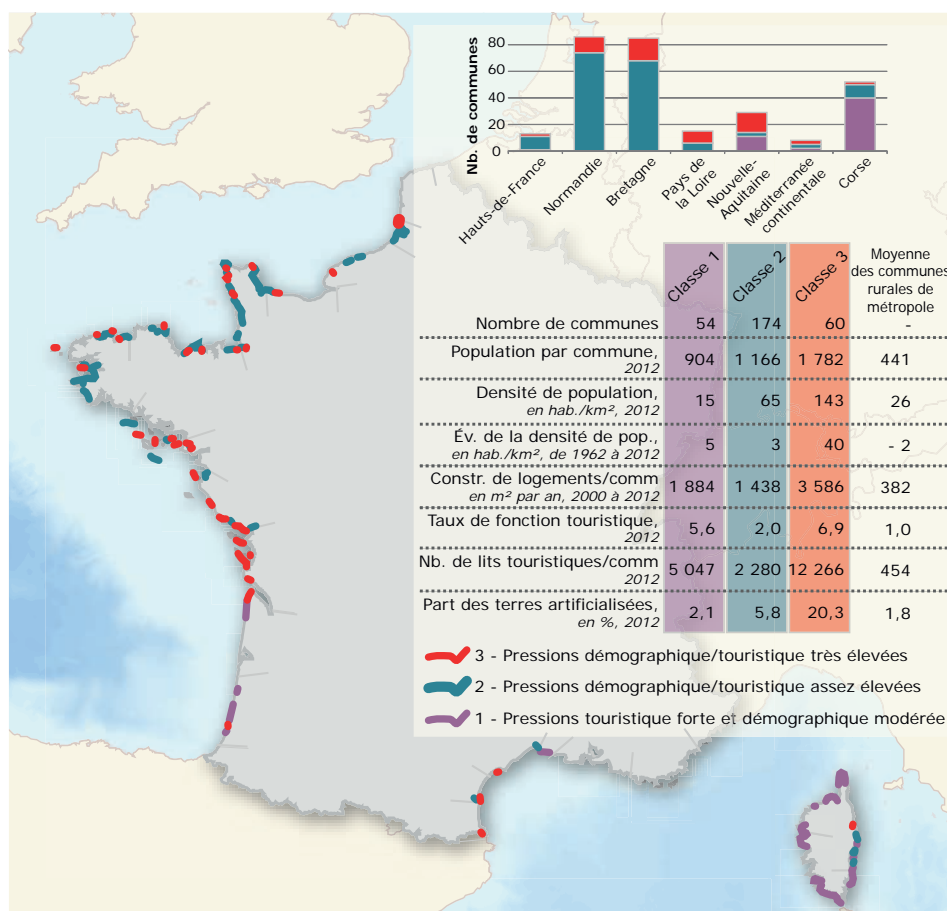 Nb. de communes
80
60
40
20
0
Hauts-de-France
Normandie
Bretagne
Pays de
la Loire
Nouvelle-
Aquitaine
Méditerranée
continentale
Corse
Classe 1
Classe 2
Classe 3
Moyenne
des communes
rurales de
métropole
Nombre de communes 54 174 60 -
Population par commune,
2012
904 1 166 1 782 441
Densité de population,
en hab./km², 2012
15 65 143 26
Év. de la densité de pop.,
en hab./km², de 1962 à 2012
5 3 40 - 2
Constr. de logements/comm
en m² par an, 2000 à 2012
1 884 1 438 3 586 382
Taux de fonction touristique,
2012
5,6 2,0 6,9 1,0
Nb. de lits touristiques/comm
2012
5 047 2 280 12 266 454
Part des terres artificialisées,
en %, 2012
2,1 5,8 20,3 1,8
3 - Pressions démographique/touristique très élevées
2 - Pressions démographique/touristique assez élevées
1 - Pressions touristique forte et démographique modérée